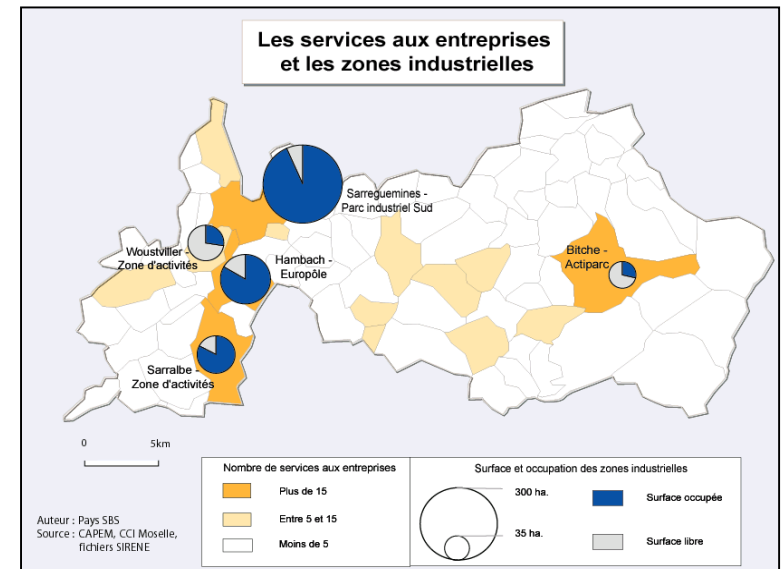 Les services aux entreprises
et les zones industrielles
Sarreguemines -
Parc industriel Sud
Woustviller -
Zone d'activités
Hambach -
Europôle
Bitche -
Actiparc
Sarralbe -
Zone d'activités
0 5km
Nombre de services aux entreprises
Plus de 15
Entre 5 et 15
Moins de 5
Surface et occupation des zones industrielles
300 ha.
35 ha.
Surface occupée
Surface libre
Auteur : Pays SBS
Source : CAPEM, CCI Moselle,
fichiers SIRENE